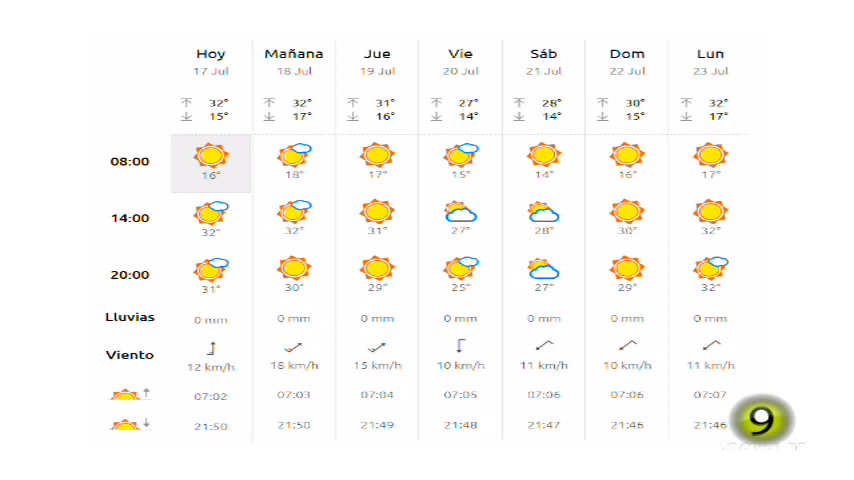 Hoy Mañana Jue Vie Sáb Dom Lun
17 Jul 18 Jul 19 Jul 20 Jul 21 Jul 22 Jul 23 Jul
32° 32° 31° 27° 28° 30° 32°
15° 17° 16° 14° 14° 15° 17°
08:00 16° 18° 17° 15° 14° 16° 17°
14:00 32° 32° 31° 27° 28° 30° 32°
20:00 31° 30° 29° 25° 27° 29° 32°
Lluvias 0 mm 0 mm 0 mm 0 mm 0 mm 0 mm 0 mm
Viento 12 km/h 18 km/h 15 km/h 10 km/h 11 km/h 10 km/h 11 km/h
07:02 07:03 07:04 07:05 07:06 07:06 07:07
21:50 21:50 21:49 21:48 21:47 21:46 21:46
9